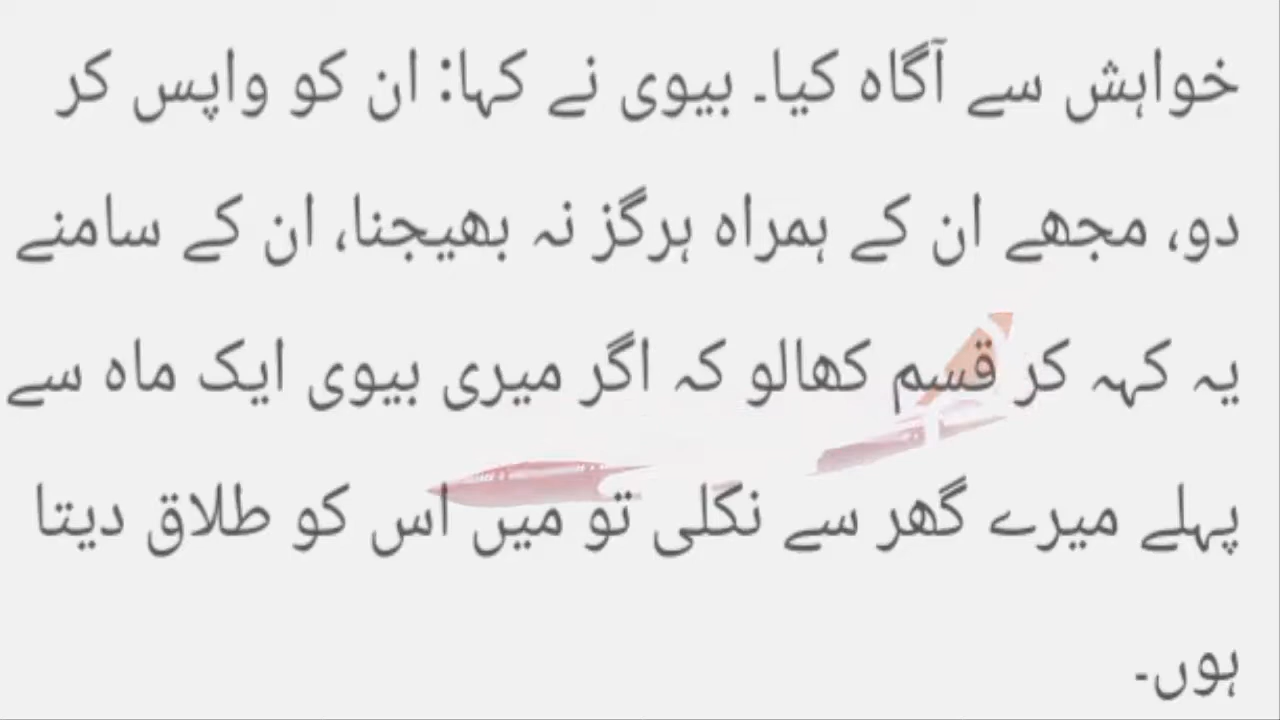 خواہش سے آگاہ کیا۔ بیوی نے کہا: ان کو واپس کر
دو، مجھے ان کے ہمراہ ہرگز نہ بھیجنا، ان کے سامنے
یہ کہہ کر قسم کھالو کہ اگر میری بیوی ایک ماہ سے
پہلے میرے گھر سے نکلی تو میں اس کو طلاق دیتا
ہوں۔